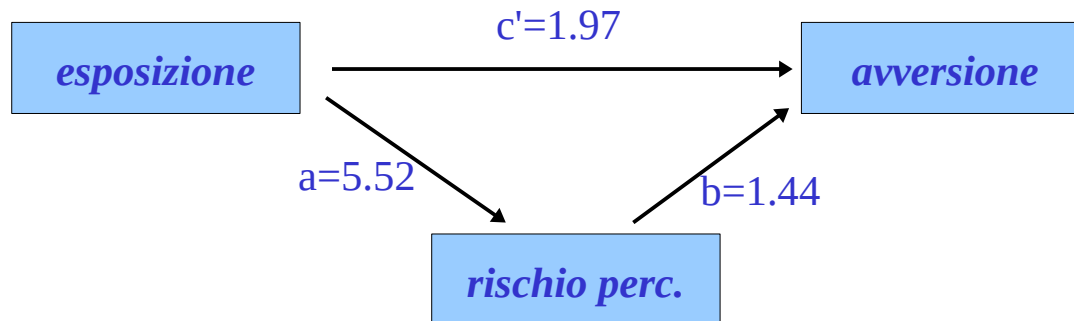 c'=1.97
esposizione
avversione
a=5.52
b=1.44
rischio perc.